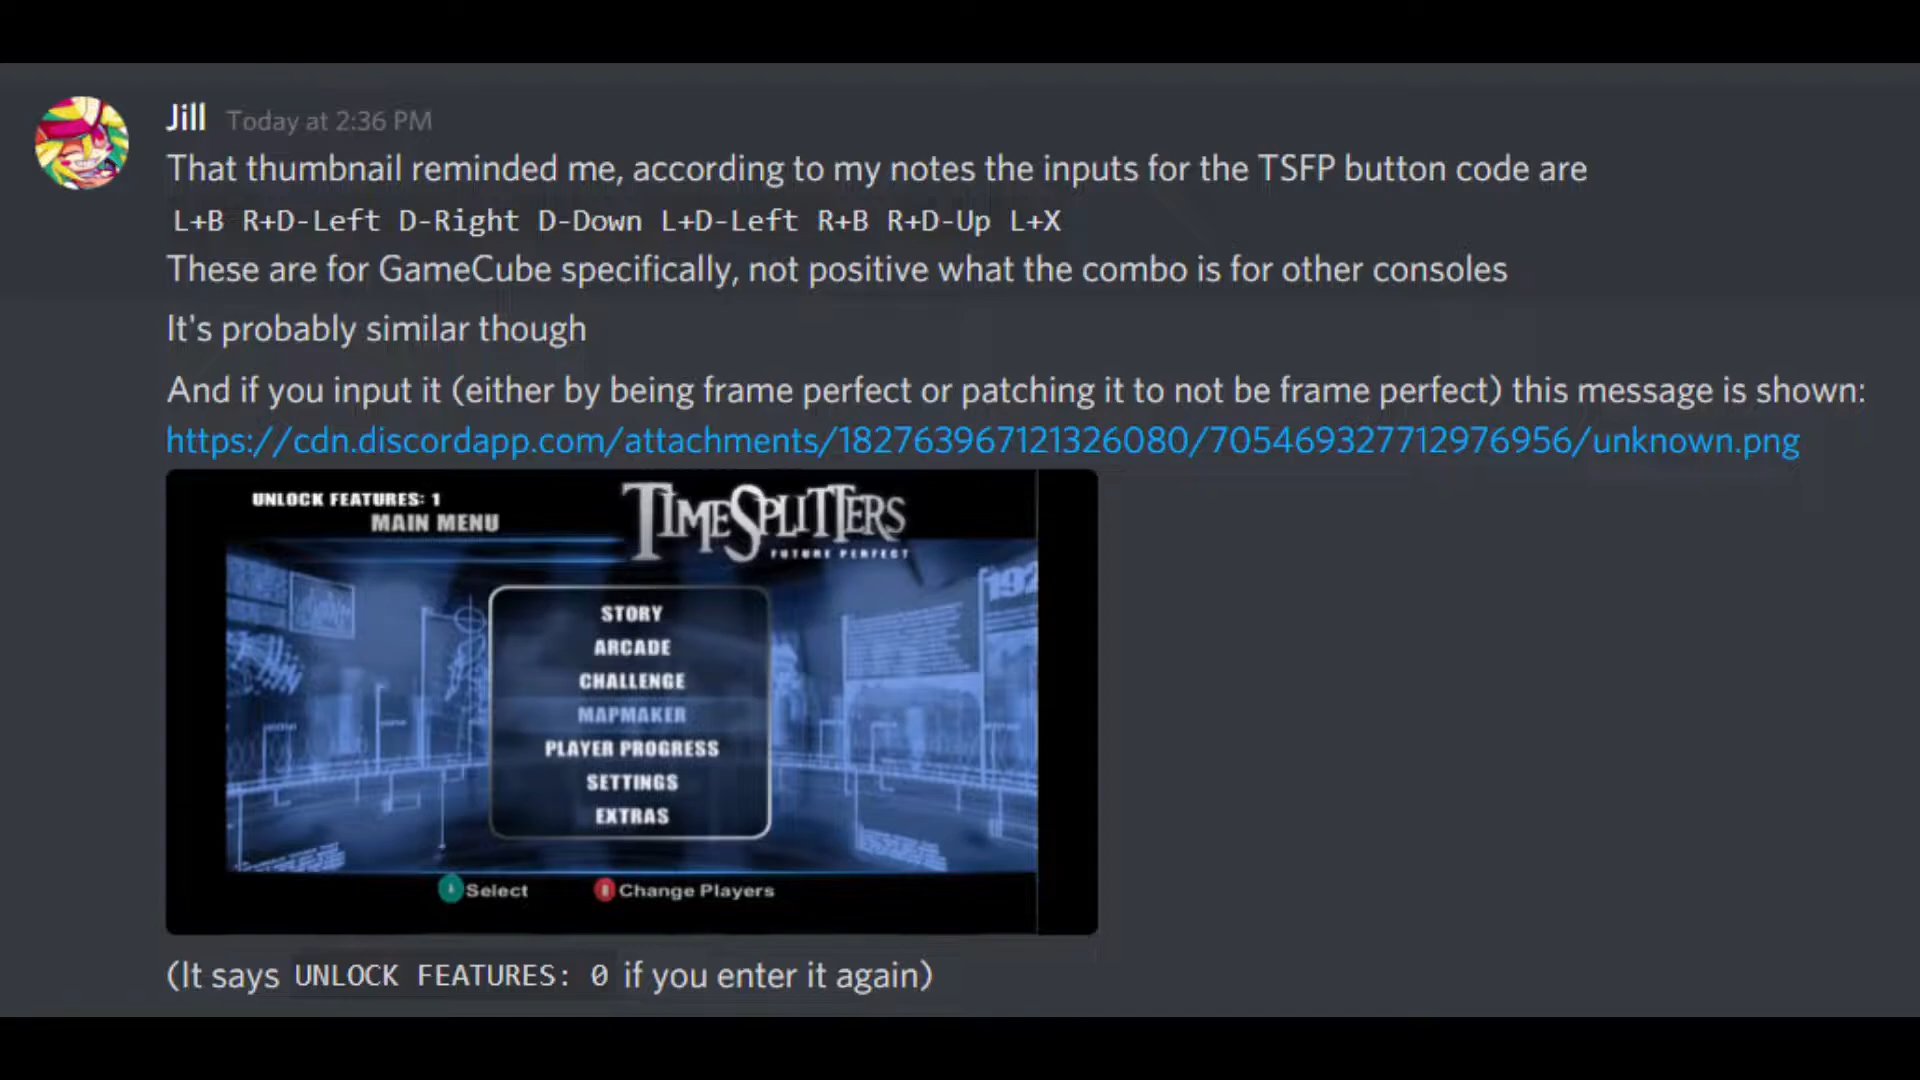 Jill Today at 2:36 PM
That thumbnail reminded me, according to my notes the inputs for the TSFP button code are
L+B R+D-Left D-Right D-Down L+D-Left R+B R+D-Up L+X
These are for GameCube specifically, not positive what the combo is for other consoles
It's probably similar though
And if you input it (either by being frame perfect or patching it to not be frame perfect) this message is shown:
https://cdn.discordapp.com/attachments/182763967121326080/705469327712976956/unknown.png
UNLOCK FEATURES: 1
MAIN MENU
TIMESPLITTERS
FUTURE PERFECT
192
STORY
ARCADE
CHALLENGE
MAPMAKER
PLAYER PROGRESS
SETTINGS
EXTRAS
Select Change Players
(It says UNLOCK FEATURES: 0 if you enter it again)